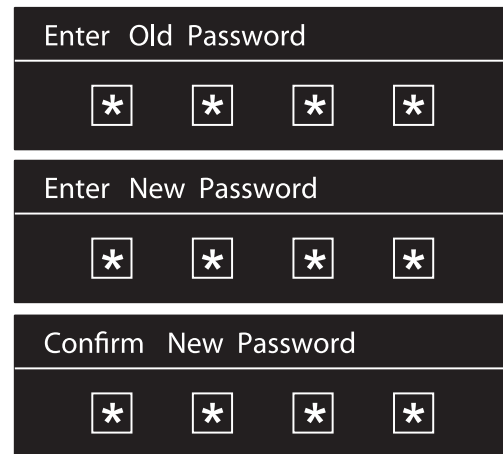 Enter Old Password
* * * *
Enter New Password
* * * *
Confirm New Password
* * * *